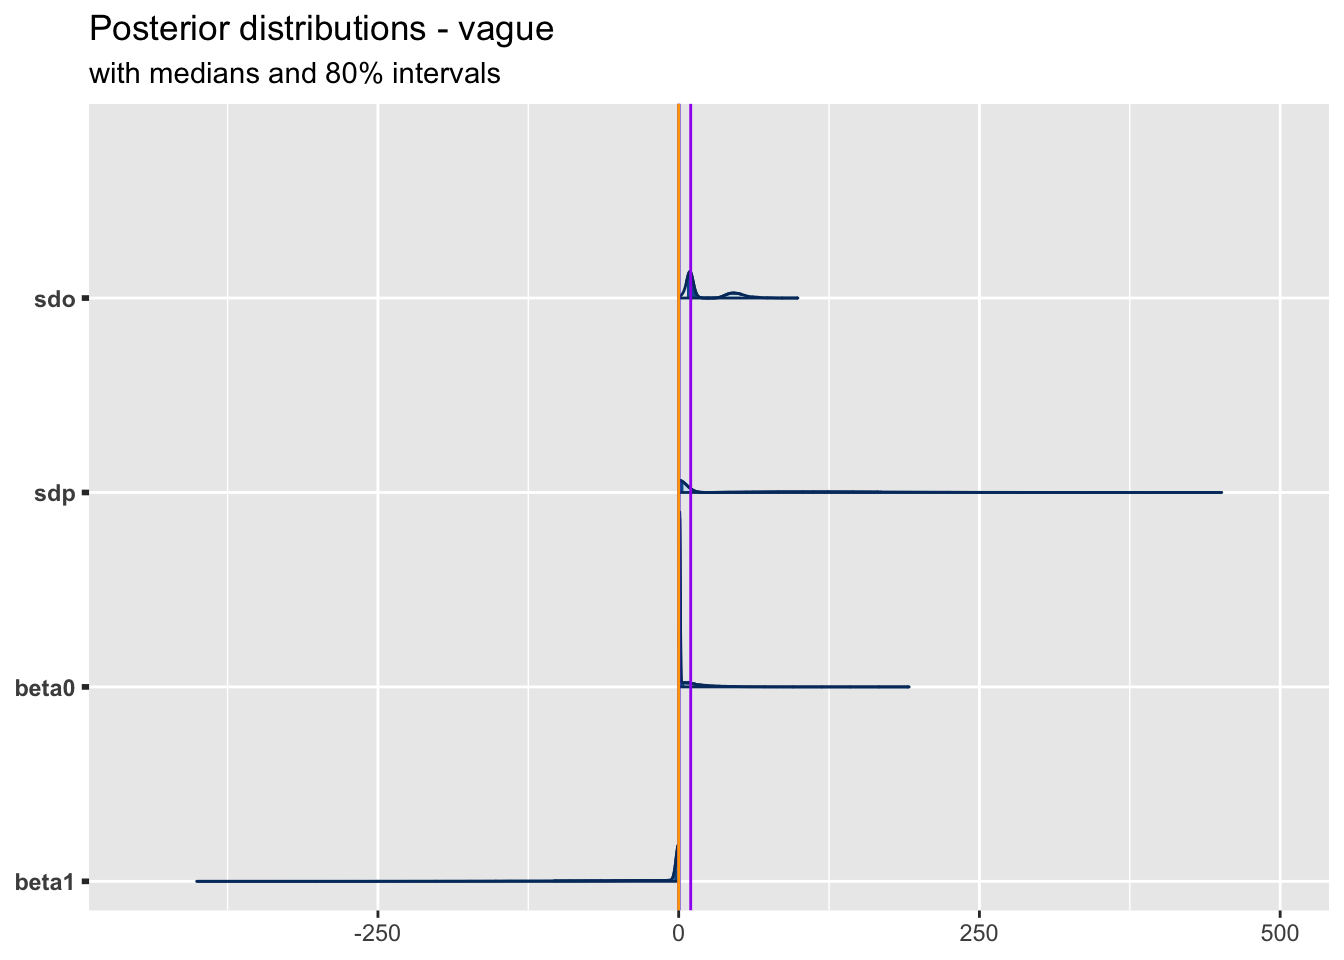 Posterior distributions - vague
with medians and 80% intervals
sdo
sdp
beta0
beta1
-250
0
250
500